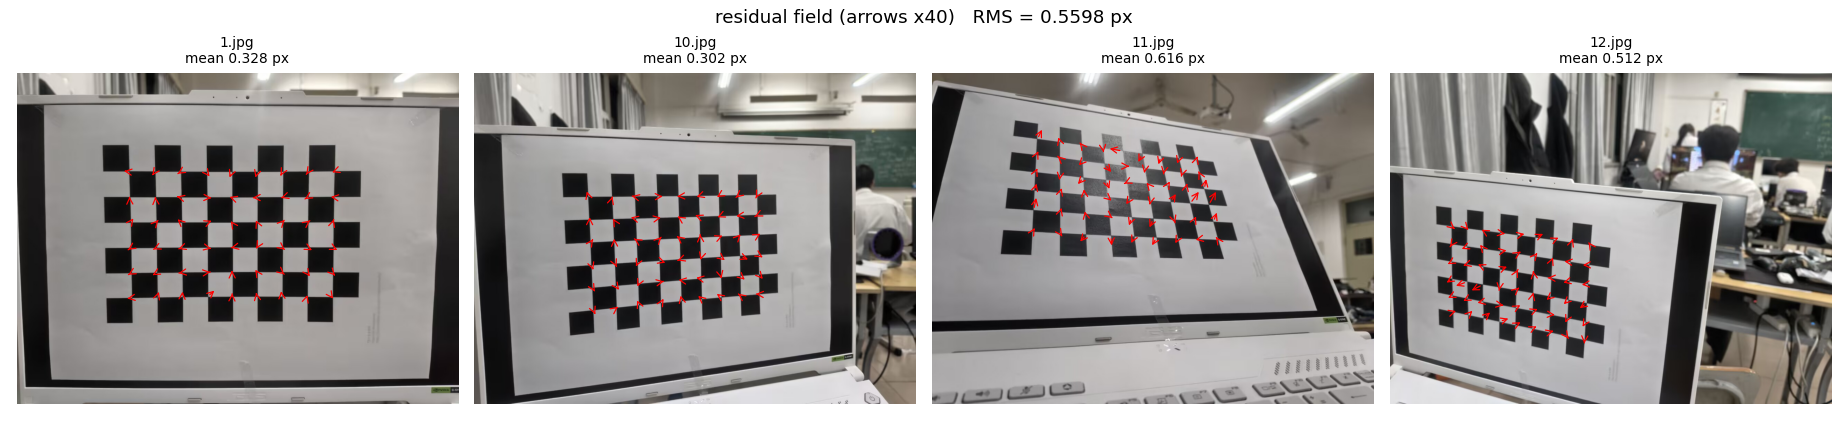 residual field (arrows x40)   RMS = 0.5598 px
1.jpg
mean 0.328 px
10.jpg
mean 0.302 px
11.jpg
mean 0.616 px
12.jpg
mean 0.512 px